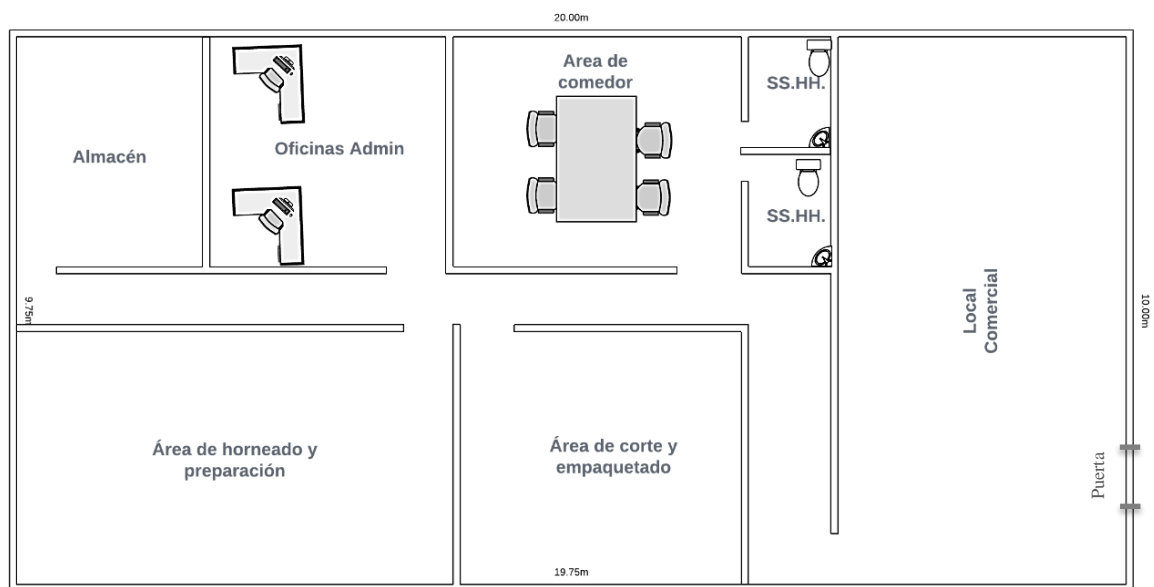 20.00m
Area de
comedor
SS.HH.
Almacén
Oficinas Admin
SS.HH.
9.75m
Local
Comercial
10.00m
Área de horneado y
preparación
Área de corte y
empaquetado
Puerta
19.75m